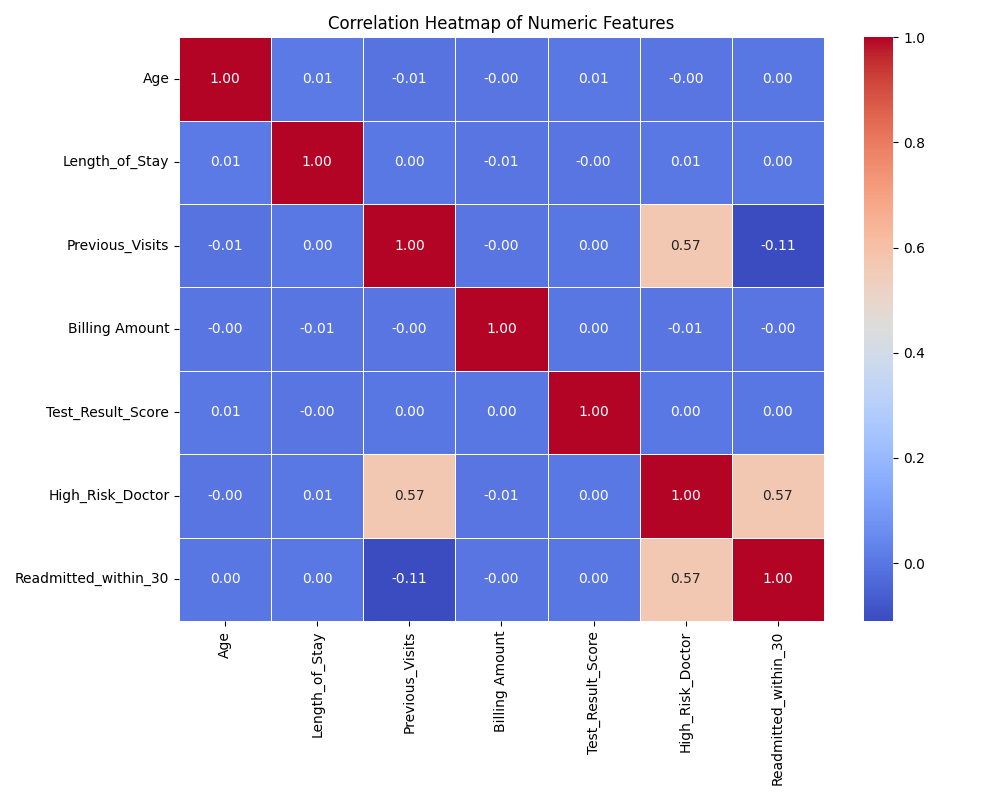 Correlation Heatmap of Numeric Features
Age 1.00 0.01 -0.01 -0.00 0.01 -0.00 0.00
Length_of_Stay 0.01 1.00 0.00 -0.01 -0.00 0.01 0.00
Previous_Visits -0.01 0.00 1.00 -0.00 0.00 0.57 -0.11
Billing Amount -0.00 -0.01 -0.00 1.00 0.00 -0.01 -0.00
Test_Result_Score 0.01 -0.00 0.00 0.00 1.00 0.00 0.00
High_Risk_Doctor -0.00 0.01 0.57 -0.01 0.00 1.00 0.57
Readmitted_within_30 0.00 0.00 -0.11 -0.00 0.00 0.57 1.00
Age
Length_of_Stay
Previous_Visits
Billing Amount
Test_Result_Score
High_Risk_Doctor
Readmitted_within_30
1.0
0.8
0.6
0.4
0.2
0.0